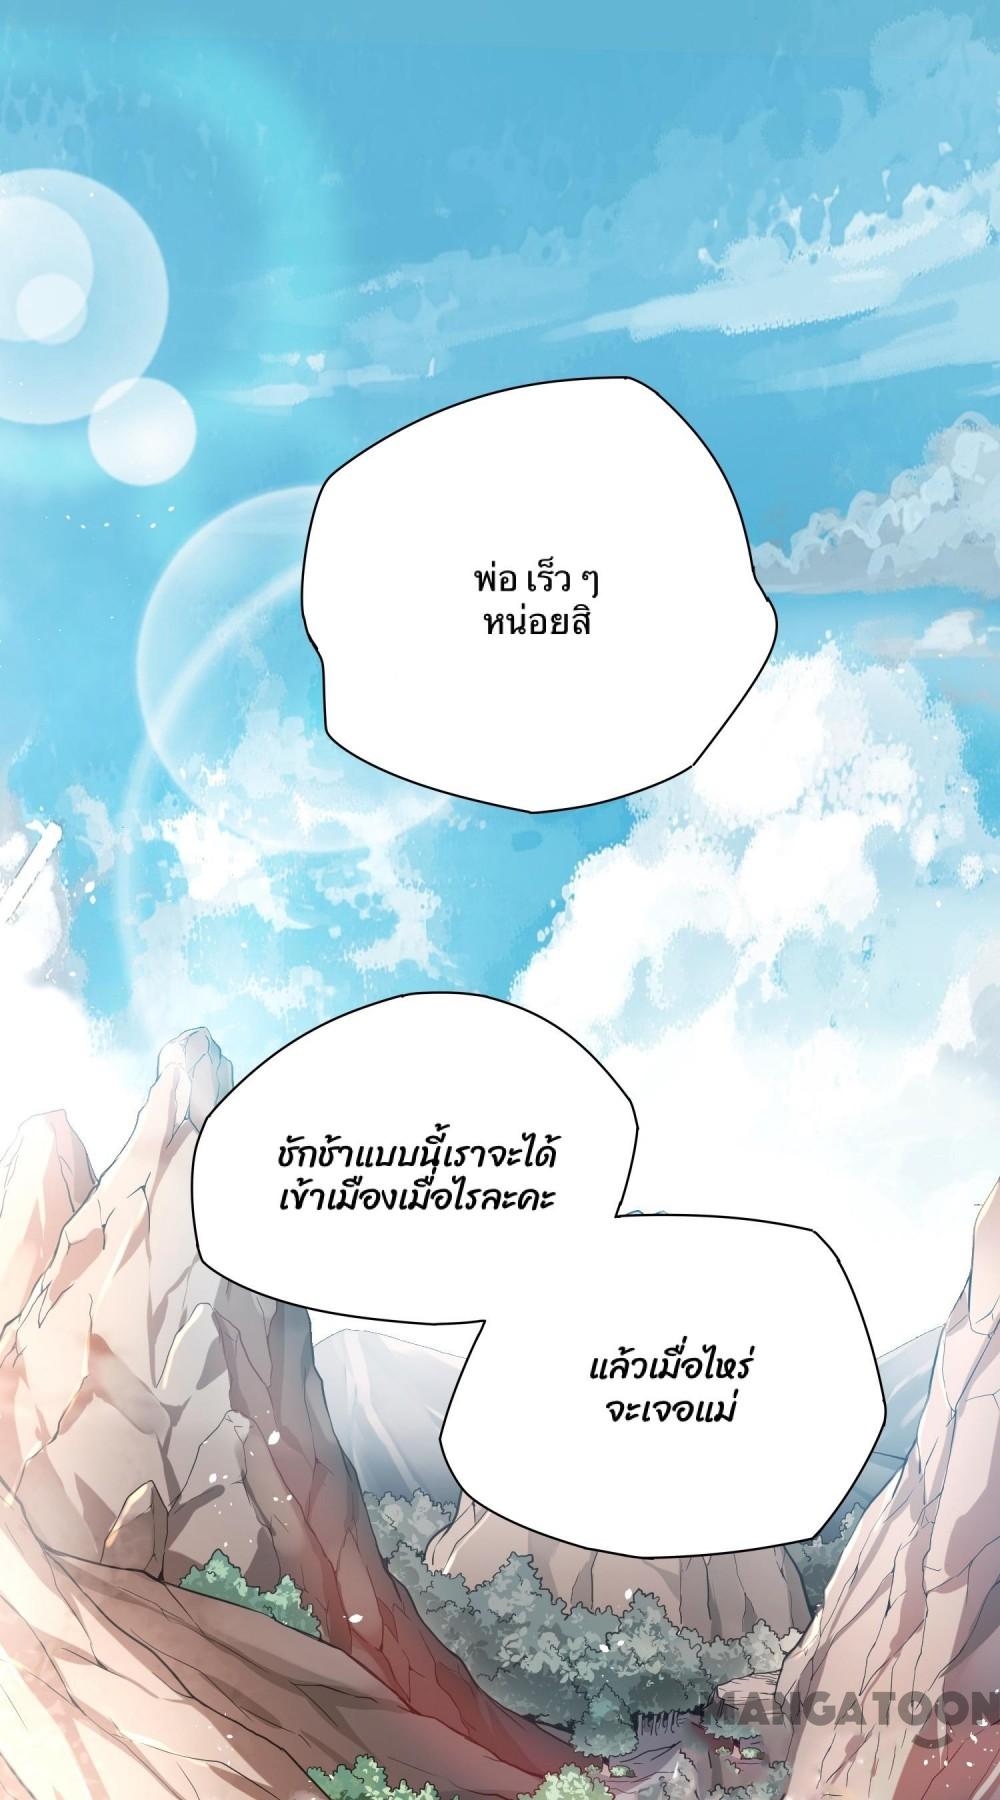 พ่อ เร็ว ๆ
หน่อยสิ
ชักช้าแบบนี้เราจะได้
เข้าเมืองเมื่อไรละคะ
แล้วเมื่อไหร่
จะเจอแม่
MANGATOON